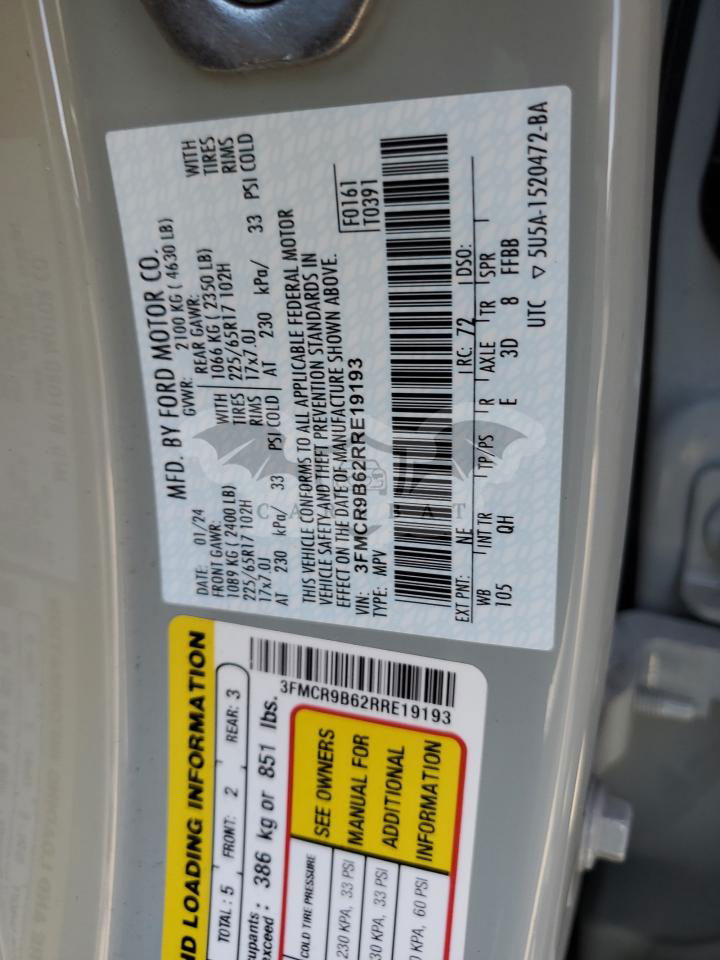 MFD. BY FORD MOTOR CO.
DATE: 01/24 GVWR: 2100 KG ( 4630 LB)
FRONT GAWR: WITH REAR GAWR: WITH
1089 KG ( 2400 LB) TIRES 1066 KG ( 2350 LB) TIRES
225/65R17 102H RIMS 225/65R17 102H RIMS
17x7.0J 17x7.0J
AT 230 kPa/ 33 PSI COLD AT 230 kPa/ 33 PSI COLD
THIS VEHICLE CONFORMS TO ALL APPLICABLE FEDERAL MOTOR
VEHICLE SAFETY AND THEFT PREVENTION STANDARDS IN
EFFECT ON THE DATE OF MANUFACTURE SHOWN ABOVE.
VIN: 3FMCR9B62RRE19193 F0161
TYPE: MPV T0391
EXT PNT: NE RC: 72 DSO:
WB INT TR TP/PS R AXLE TR SPR
105 QH E 3D 8 FFBB
UTC ▽ 5U5A-1520472-BA
ND LOADING INFORMATION
TOTAL: 5 FRONT: 2 REAR: 3
cupants: 386 kg or 851 lbs.
exceed:
3FMCR9B62RRE19193
COLD TIRE PRESSURE
230 KPA, 33 PSI
30 KPA, 33 PSI
KPA, 60 PSI
SEE OWNERS
MANUAL FOR
ADDITIONAL
INFORMATION